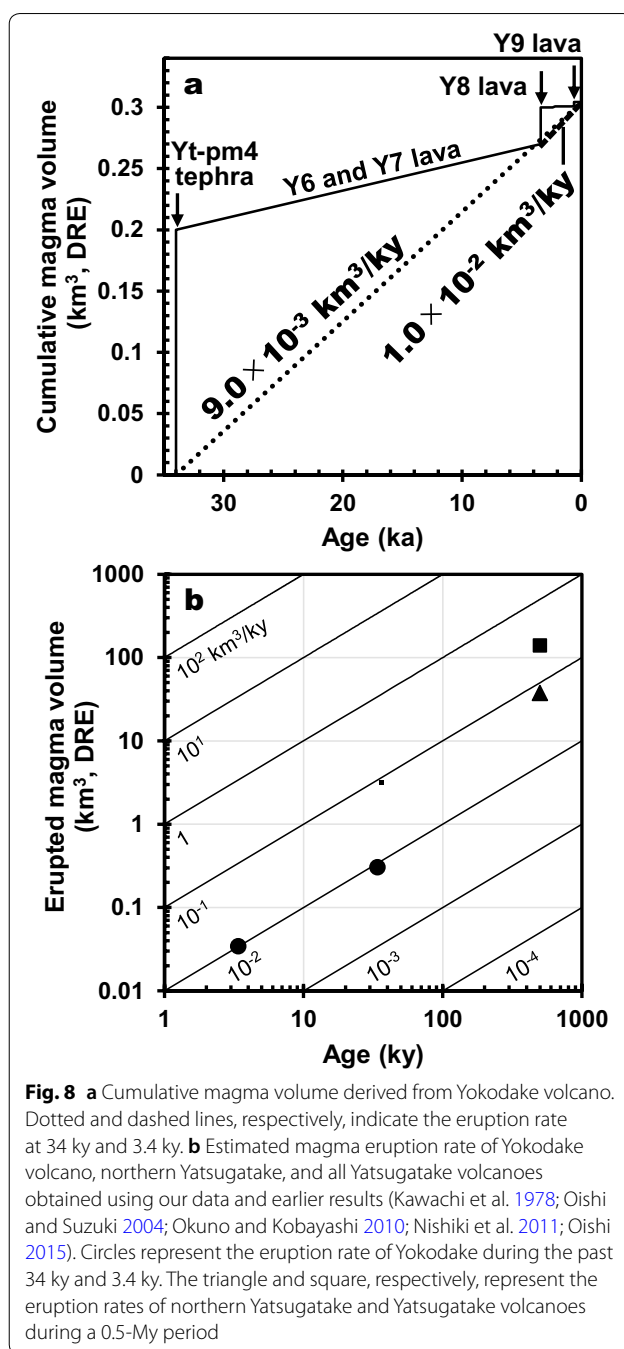 Y9 lava
a
Y8 lava
0.3
Yt-pm4
tephra
Y6 and Y7 lava
0.25
0.2
0.15
0.1
0.05
0
9.0×10⁻³ km³/ky
1.0×10⁻² km³/ky
Cumulative magma volume
(km³, DRE)
30 20 10 0
Age (ka)
b
1000
100
10
1
0.1
0.01
10² km³/ky
10¹
1
10⁻¹
10⁻²
10⁻³
10⁻⁴
Erupted magma volume
(km³, DRE)
1 10 100 1000
Age (ky)
Fig. 8 a Cumulative magma volume derived from Yokodake volcano.
Dotted and dashed lines, respectively, indicate the eruption rate
at 34 ky and 3.4 ky. b Estimated magma eruption rate of Yokodake
volcano, northern Yatsugatake, and all Yatsugatake volcanoes
obtained using our data and earlier results (Kawachi et al. 1978; Oishi
and Suzuki 2004; Okuno and Kobayashi 2010; Nishiki et al. 2011; Oishi
2015). Circles represent the eruption rate of Yokodake during the past
34 ky and 3.4 ky. The triangle and square, respectively, represent the
eruption rates of northern Yatsugatake and Yatsugatake volcanoes
during a 0.5-My period